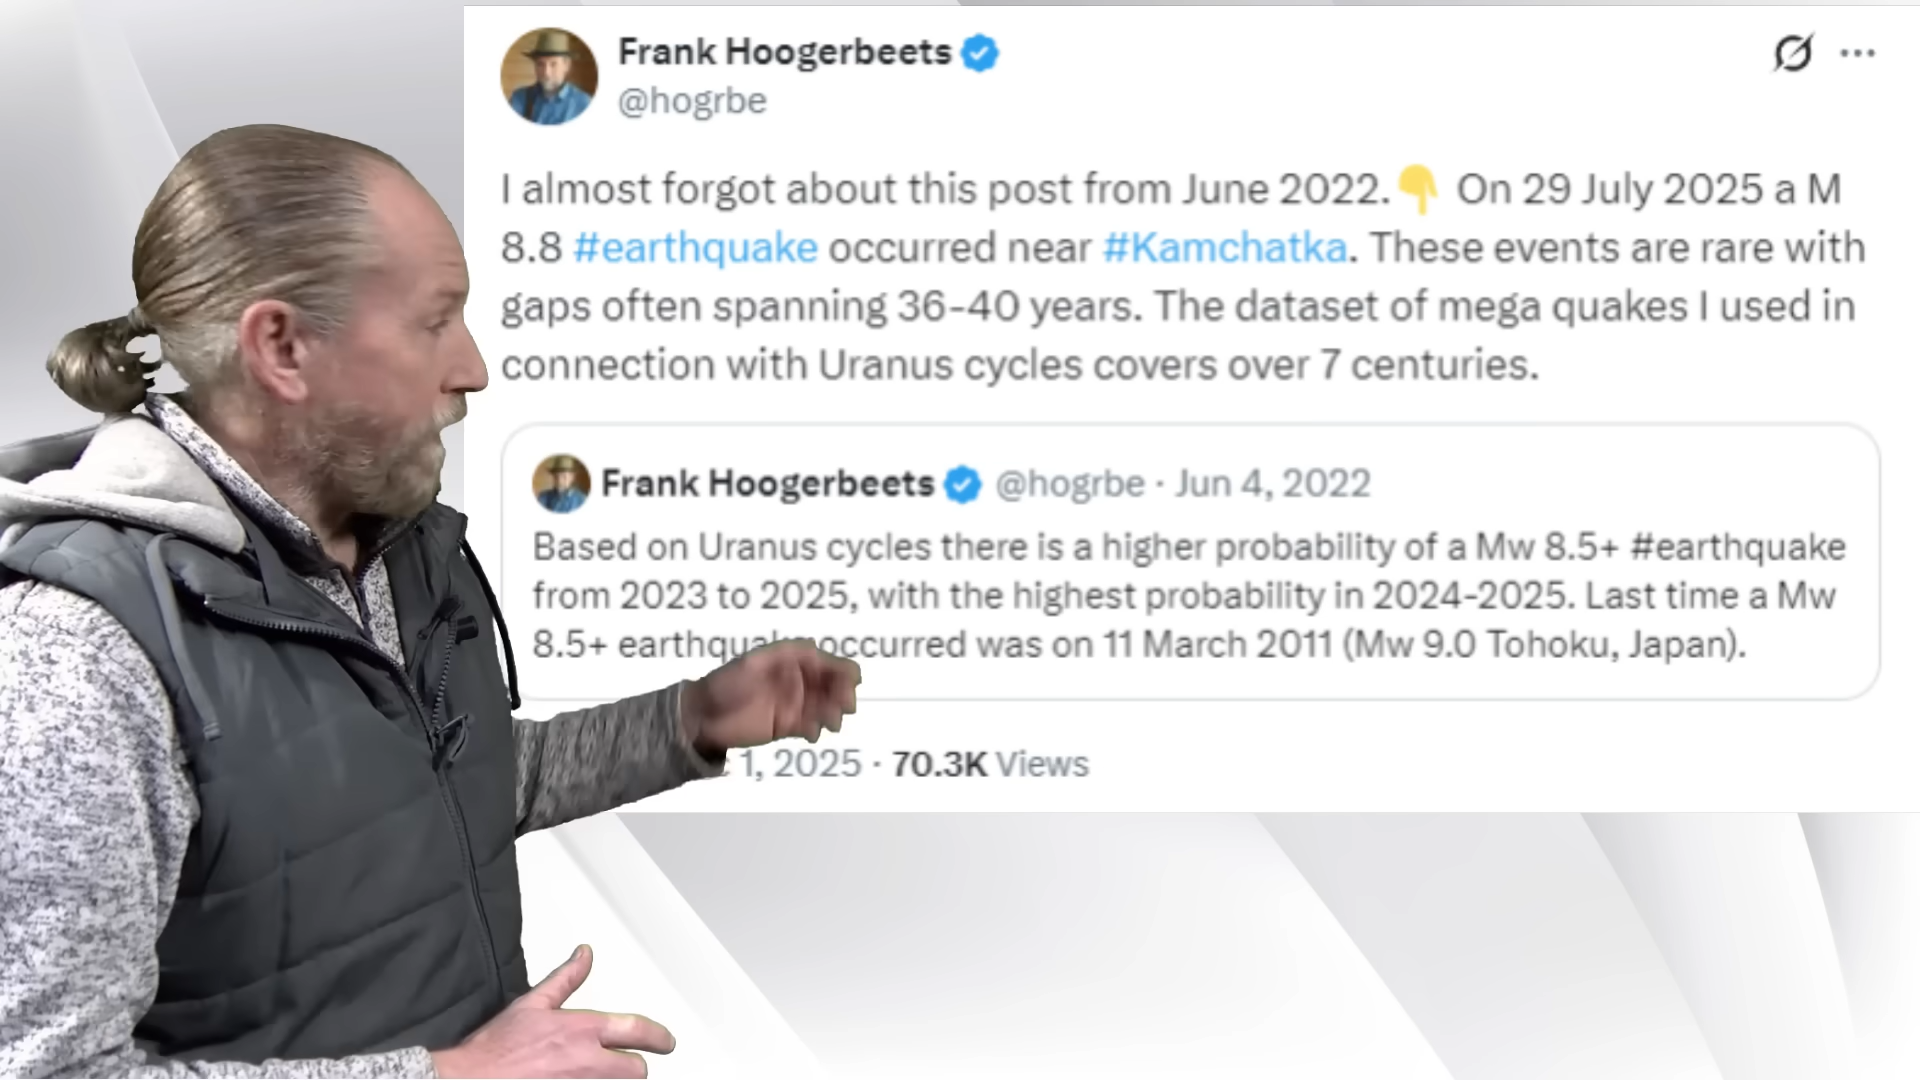 Frank Hoogerbeets
@hogrbe
I almost forgot about this post from June 2022.👇 On 29 July 2025 a M
8.8 #earthquake occurred near #Kamchatka. These events are rare with
gaps often spanning 36-40 years. The dataset of mega quakes I used in
connection with Uranus cycles covers over 7 centuries.
Frank Hoogerbeets @hogrbe · Jun 4, 2022
Based on Uranus cycles there is a higher probability of a Mw 8.5+ #earthquake
from 2023 to 2025, with the highest probability in 2024-2025. Last time a Mw
8.5+ earthquake occurred was on 11 March 2011 (Mw 9.0 Tohoku, Japan).
1, 2025 · 70.3K Views